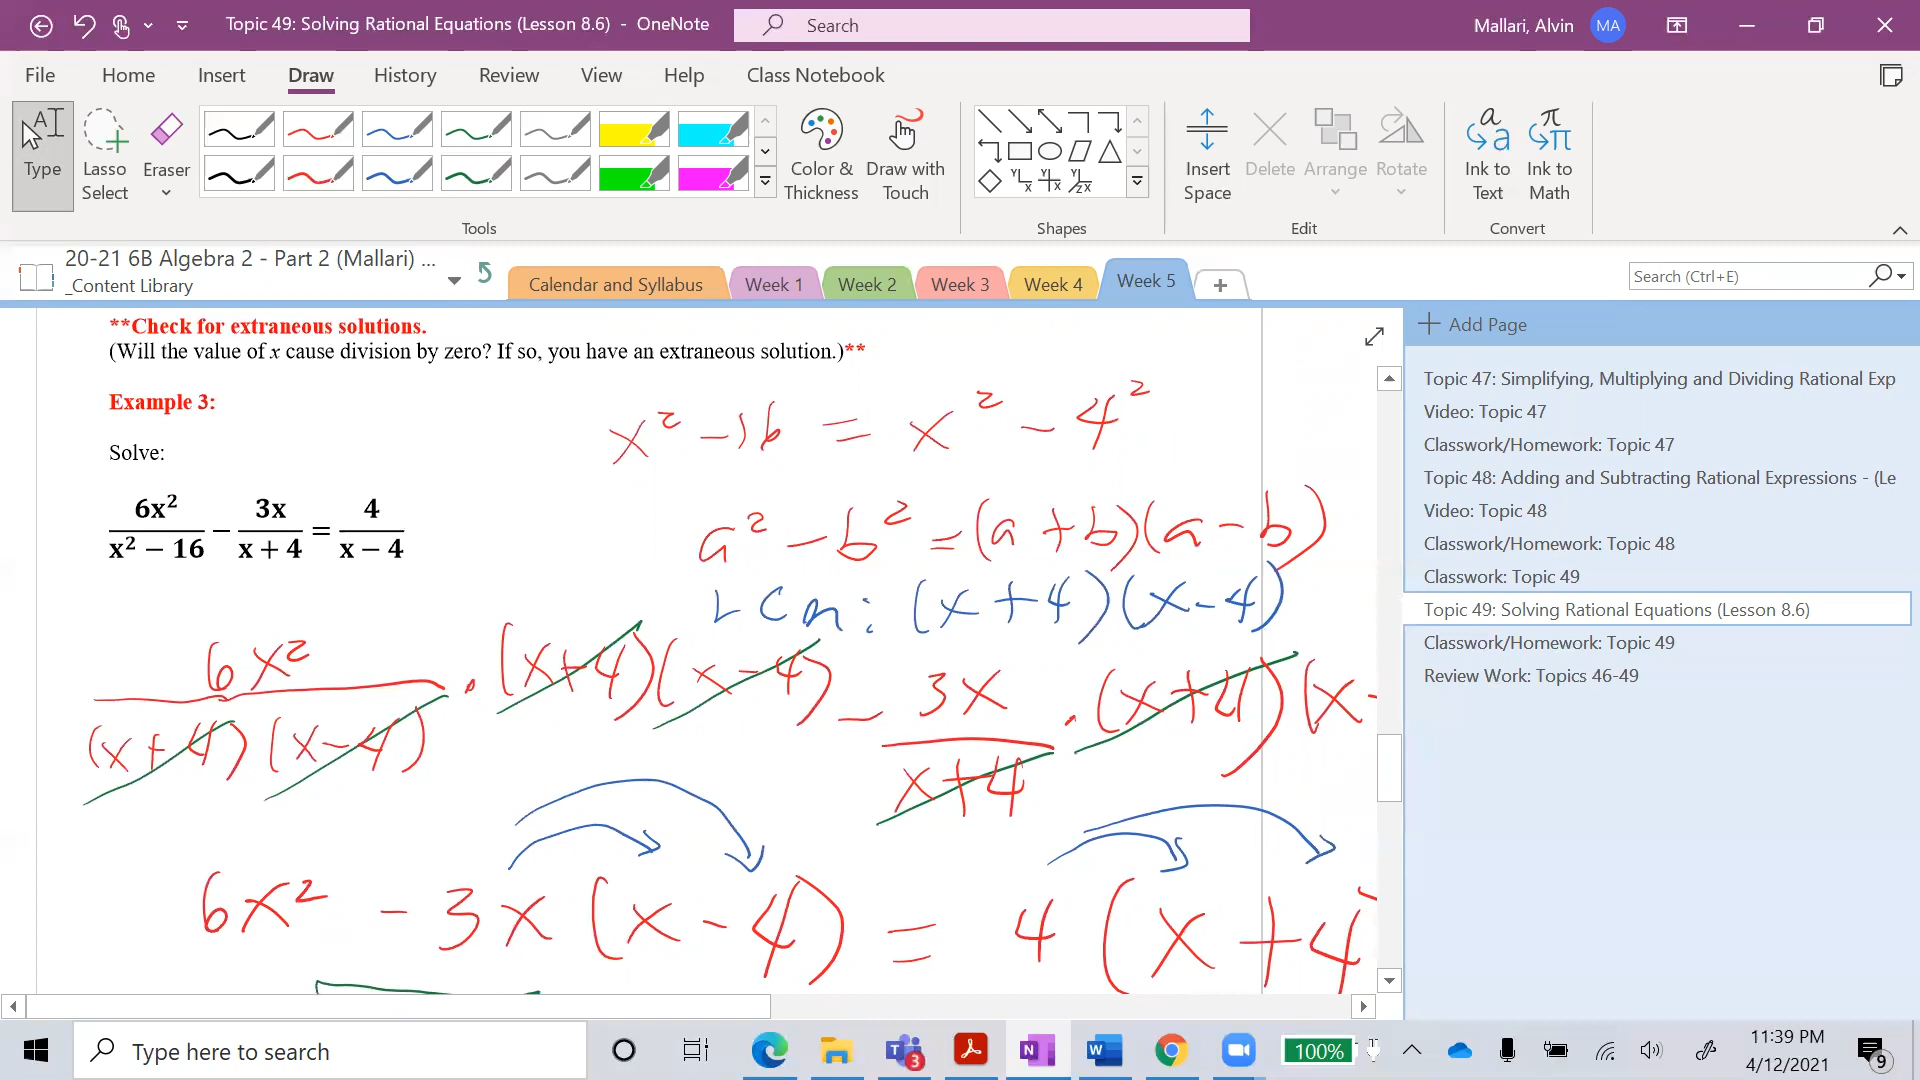 Topic 49: Solving Rational Equations (Lesson 8.6) - OneNote
Search
Mallari, Alvin
MA
File Home Insert Draw History Review View Help Class Notebook
Type
Lasso Select
Eraser
Color & Thickness
Draw with Touch
Insert Space
Delete
Arrange
Rotate
Ink to Text
Ink to Math
Tools
Shapes
Edit
Convert
20-21 6B Algebra 2 - Part 2 (Mallari) ...
_Content Library
Calendar and Syllabus
Week 1
Week 2
Week 3
Week 4
Week 5
Search (Ctrl+E)
**Check for extraneous solutions.
(Will the value of x cause division by zero? If so, you have an extraneous solution.)**
Example 3:
Solve:
6x²/(x² − 16) − 3x/(x + 4) = 4/(x − 4)
x² - 16 = x² - 4²
a² - b² = (a + b)(a - b)
LCM: (x + 4)(x - 4)
6x²/((x+4)(x-4)) · (x+4)(x-4) - 3x/(x+4) · (x+4)(x-
6x² - 3x(x - 4) = 4(x + 4
Add Page
Topic 47: Simplifying, Multiplying and Dividing Rational Exp
Video: Topic 47
Classwork/Homework: Topic 47
Topic 48: Adding and Subtracting Rational Expressions - (Le
Video: Topic 48
Classwork/Homework: Topic 48
Classwork: Topic 49
Topic 49: Solving Rational Equations (Lesson 8.6)
Classwork/Homework: Topic 49
Review Work: Topics 46-49
Type here to search
3
100%
11:39 PM
4/12/2021
9